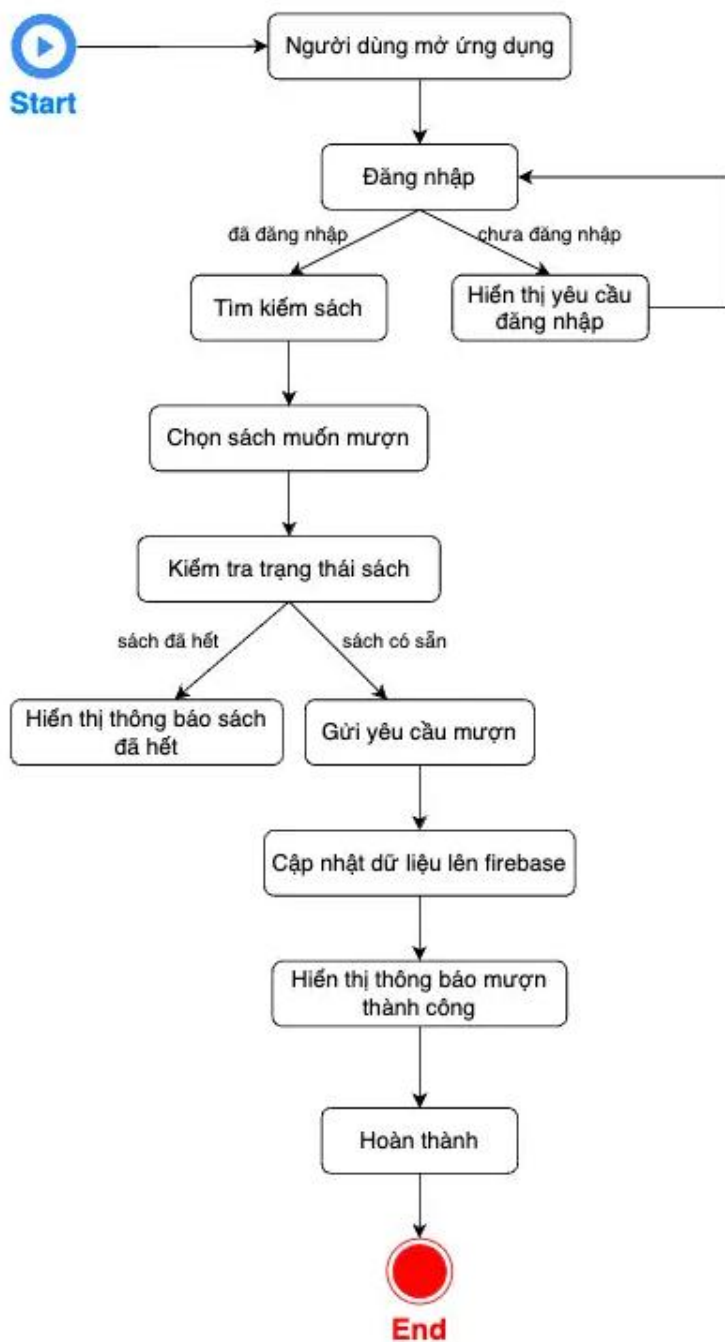 Người dùng mở ứng dụng
Start
Đăng nhập
đã đăng nhập
chưa đăng nhập
Tìm kiếm sách
Hiển thị yêu cầu
đăng nhập
Chọn sách muốn mượn
Kiểm tra trạng thái sách
sách đã hết
sách có sẵn
Hiển thị thông báo sách
đã hết
Gửi yêu cầu mượn
Cập nhật dữ liệu lên firebase
Hiển thị thông báo mượn
thành công
Hoàn thành
End